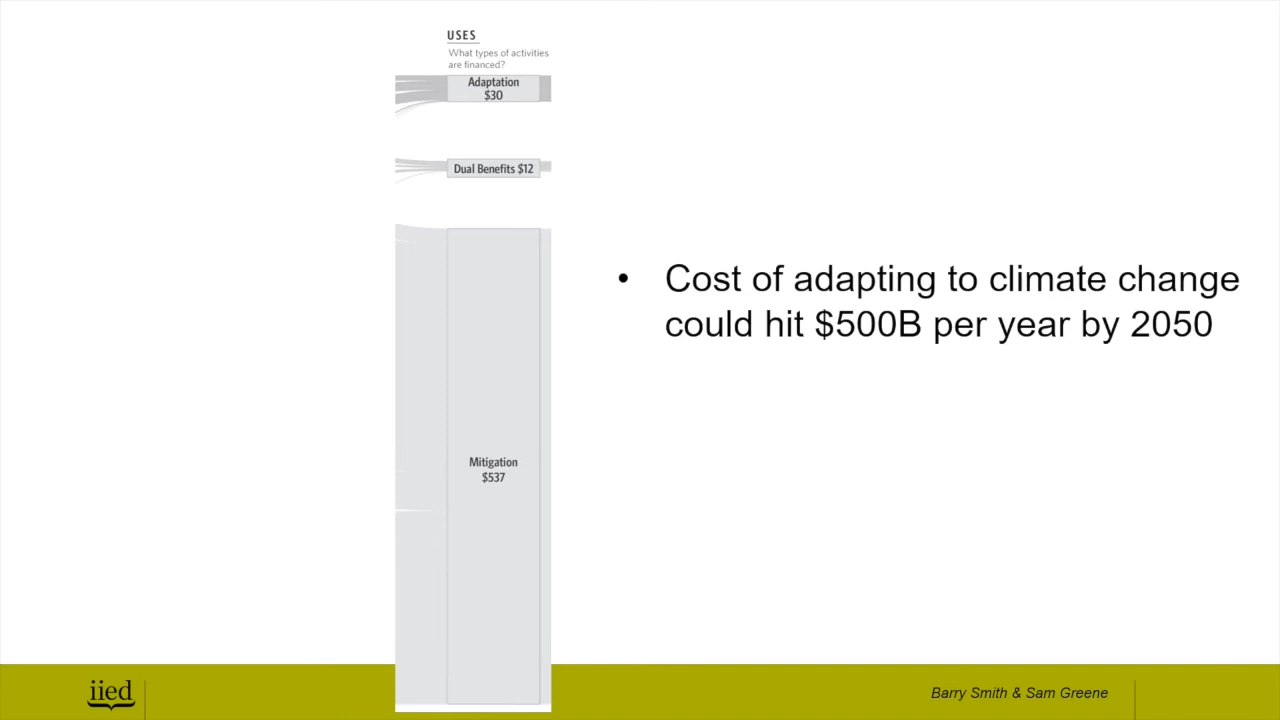 USES
What types of activities
are financed?
Adaptation
$30
Dual Benefits $12
Mitigation
$537
• Cost of adapting to climate change
could hit $500B per year by 2050
iied
Barry Smith & Sam Greene